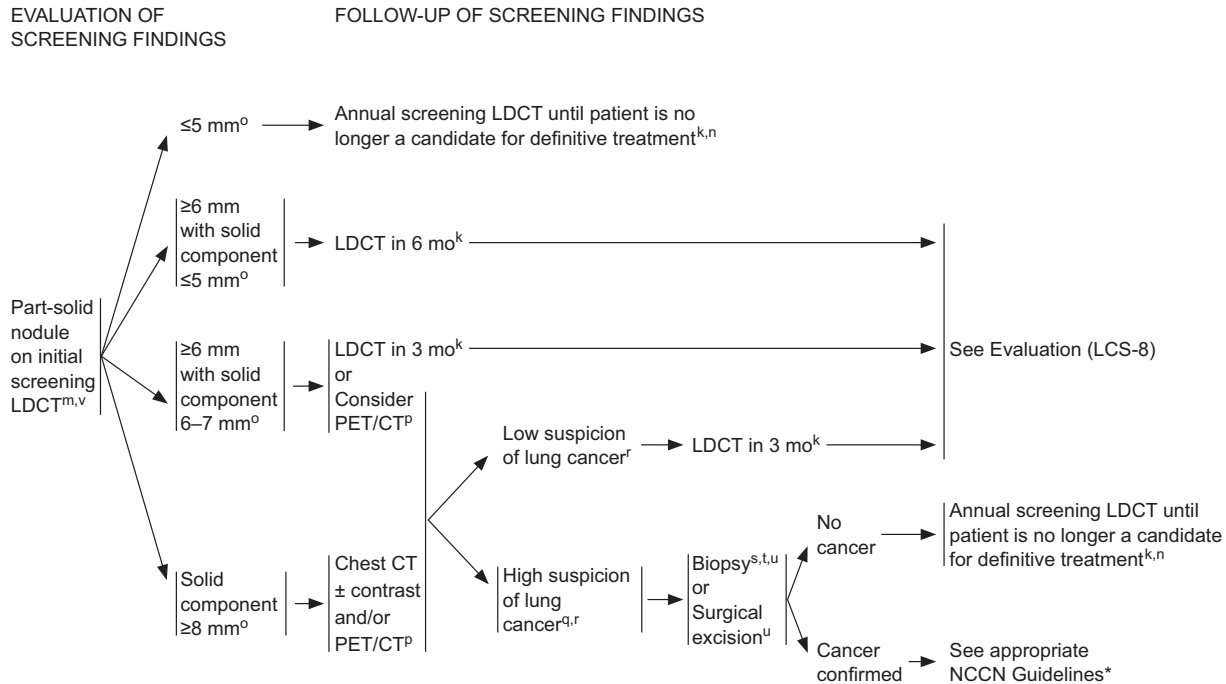 EVALUATION OF
SCREENING FINDINGS
FOLLOW-UP OF SCREENING FINDINGS
Part-solid
nodule
on initial
screening
LDCTm,v
≤5 mmo
Annual screening LDCT until patient is no
longer a candidate for definitive treatmentk,n
≥6 mm
with solid
component
≤5 mmo
LDCT in 6 mok
≥6 mm
with solid
component
6–7 mmo
LDCT in 3 mok
or
Consider
PET/CTp
See Evaluation (LCS-8)
Solid
component
≥8 mmo
Chest CT
± contrast
and/or
PET/CTp
Low suspicion
of lung cancerr
LDCT in 3 mok
High suspicion
of lung
cancerq,r
Biopsys,t,u
or
Surgical
excisionu
No
cancer
Annual screening LDCT until
patient is no longer a candidate
for definitive treatmentk,n
Cancer
confirmed
See appropriate
NCCN Guidelines*